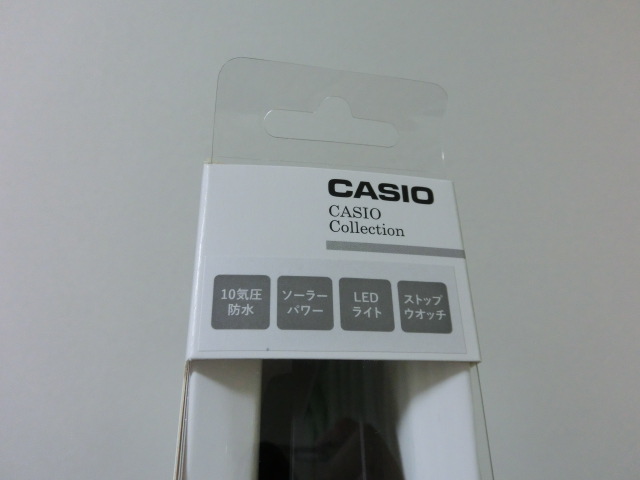 CASIO
CASIO
Collection
10気圧
防水
ソーラー
パワー
LED
ライト
ストップ
ウオッチ